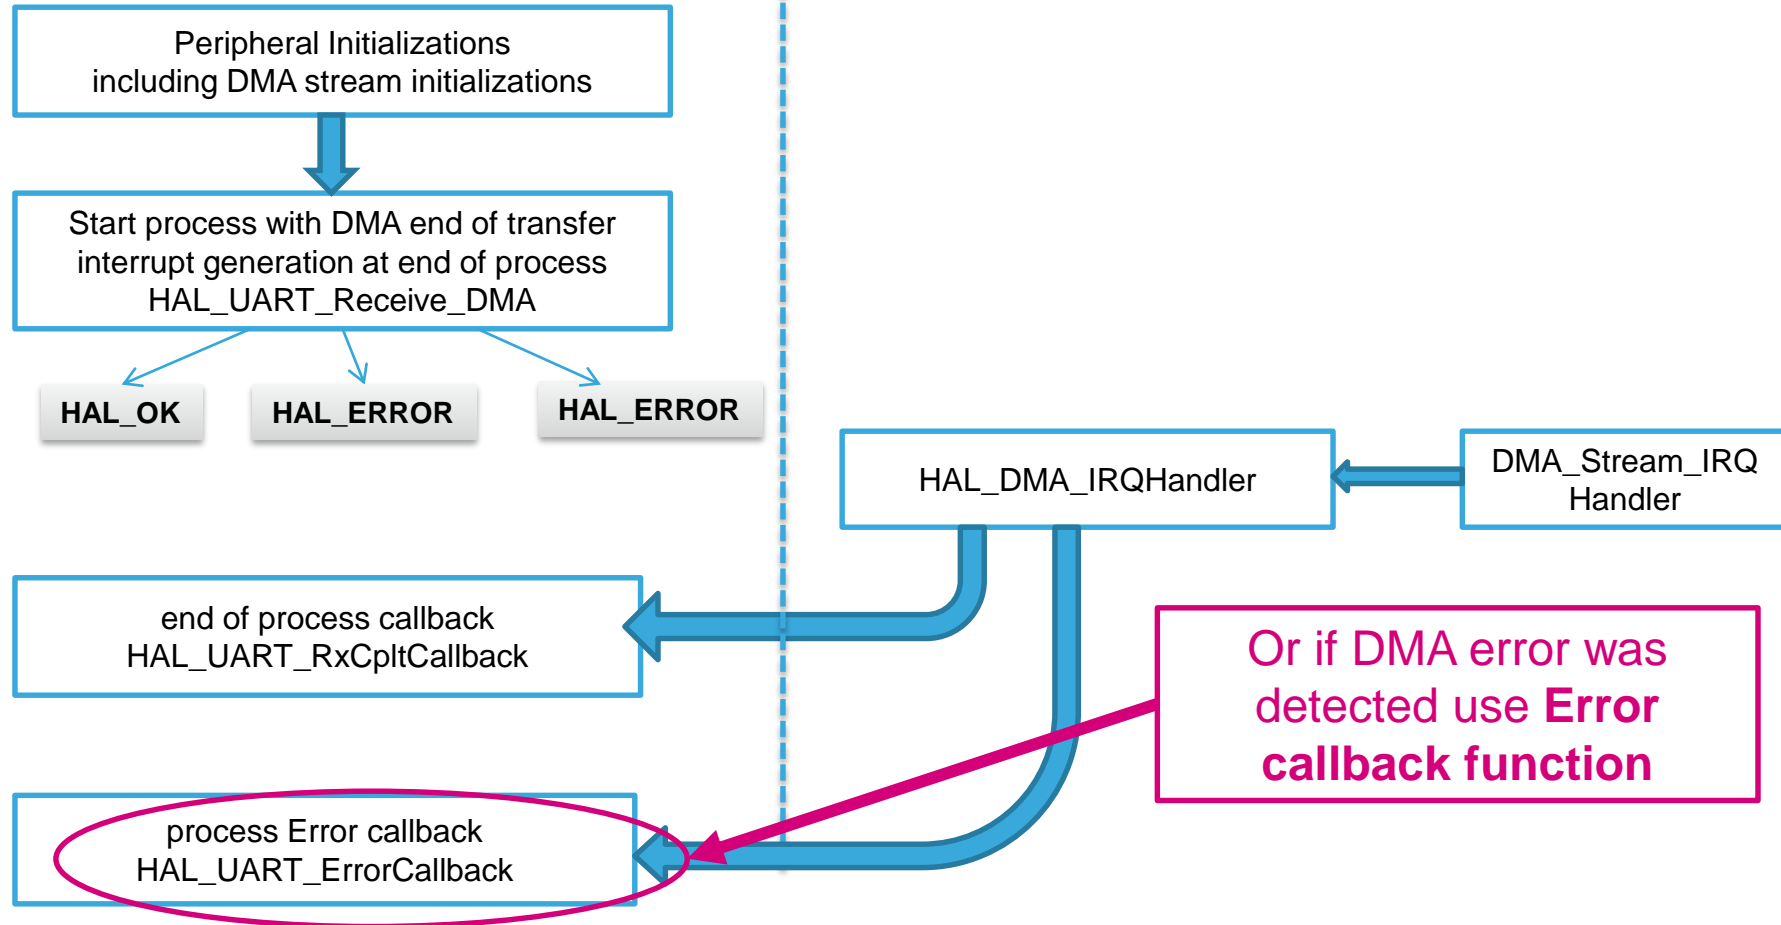 Peripheral Initializations
including DMA stream initializations
Start process with DMA end of transfer
interrupt generation at end of process
HAL_UART_Receive_DMA
HAL_OK
HAL_ERROR
HAL_ERROR
HAL_DMA_IRQHandler
DMA_Stream_IRQ
Handler
end of process callback
HAL_UART_RxCpltCallback
Or if DMA error was
detected use Error
callback function
process Error callback
HAL_UART_ErrorCallback